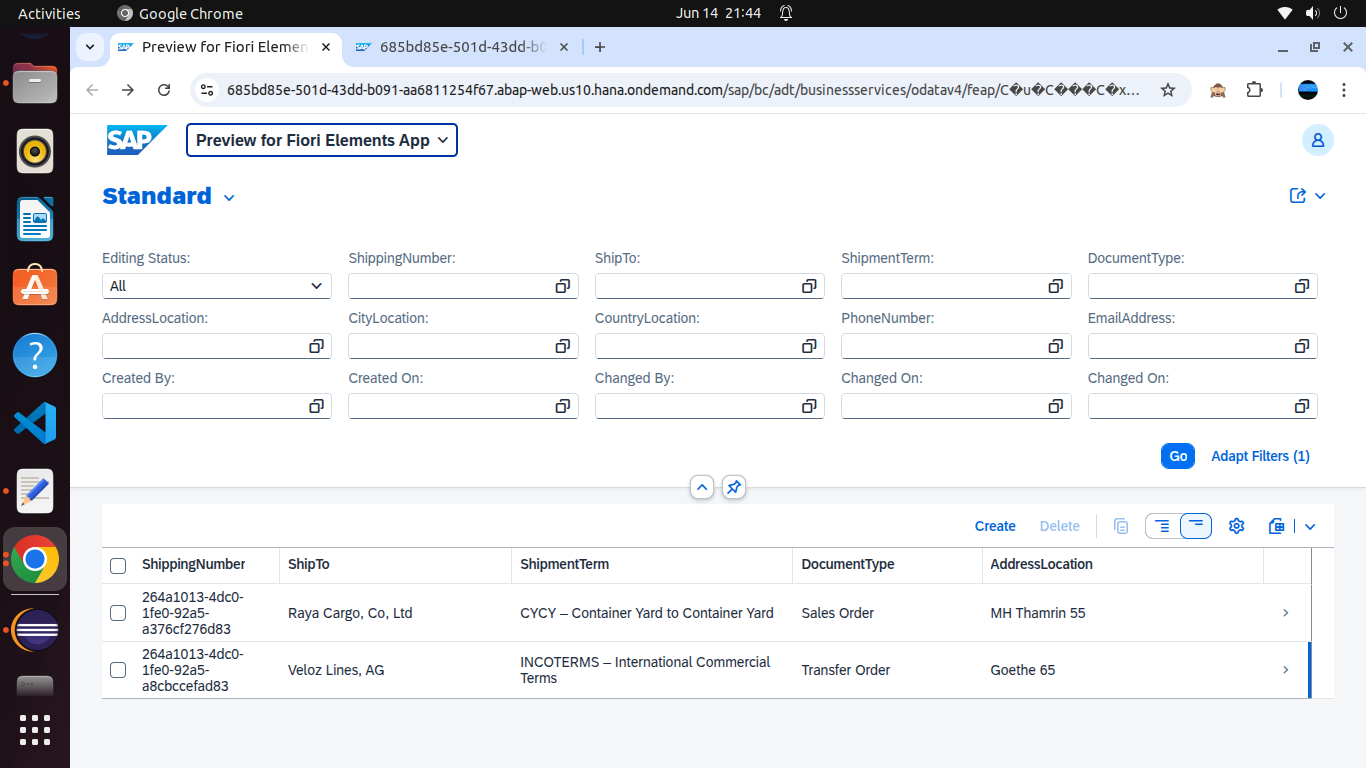 Activities Google Chrome Jun 14 21:44
Preview for Fiori Elemen 685bd85e-501d-43dd-b0
685bd85e-501d-43dd-b091-aa6811254f67.abap-web.us10.hana.ondemand.com/sap/bc/adt/businessservices/odatav4/feap/C�u�C���C�x...
SAP Preview for Fiori Elements App
Standard
Editing Status: ShippingNumber: ShipTo: ShipmentTerm: DocumentType:
All
AddressLocation: CityLocation: CountryLocation: PhoneNumber: EmailAddress:
Created By: Created On: Changed By: Changed On: Changed On:
Go Adapt Filters (1)
Create Delete
ShippingNumber ShipTo ShipmentTerm DocumentType AddressLocation
264a1013-4dc0-
1fe0-92a5-
a376cf276d83
Raya Cargo, Co, Ltd CYCY – Container Yard to Container Yard Sales Order MH Thamrin 55
264a1013-4dc0-
1fe0-92a5-
a8cbccefad83
Veloz Lines, AG
INCOTERMS – International Commercial
Terms
Transfer Order Goethe 65